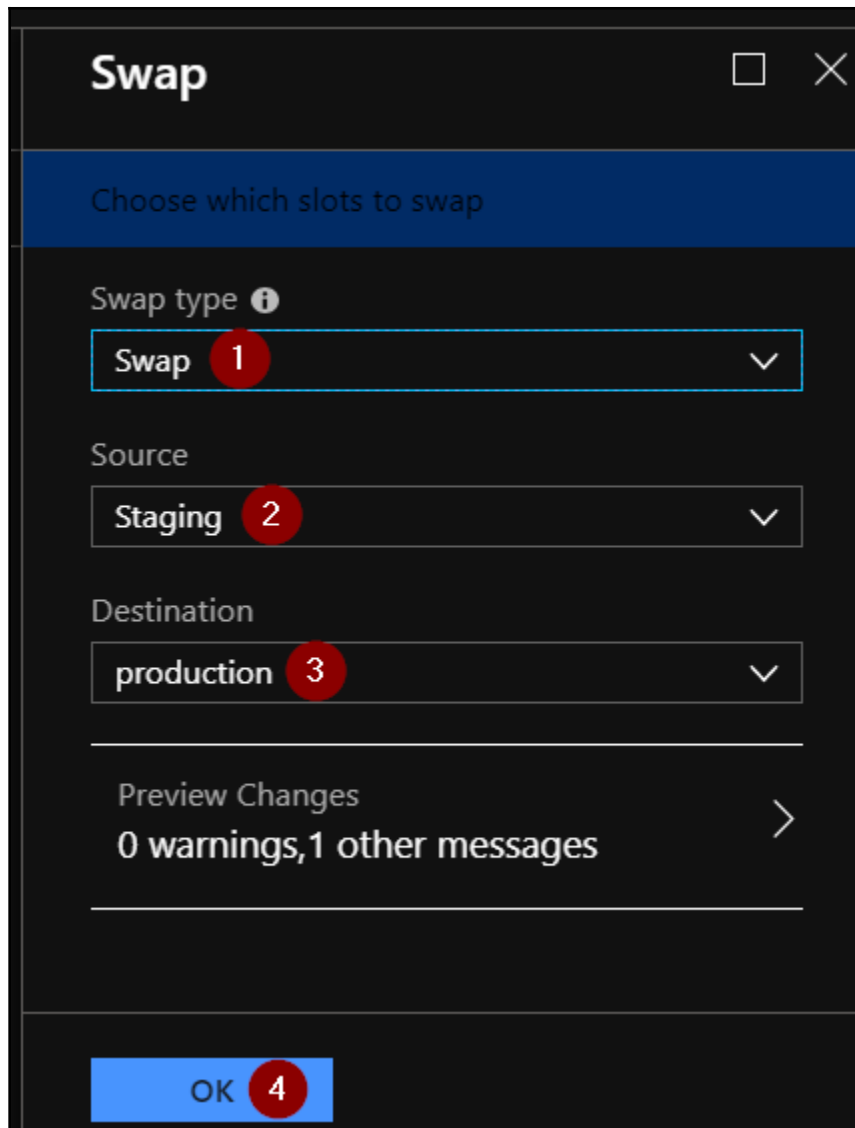 Swap
Choose which slots to swap
Swap type
Swap 1
Source
Staging 2
Destination
production 3
Preview Changes
0 warnings,1 other messages
OK 4